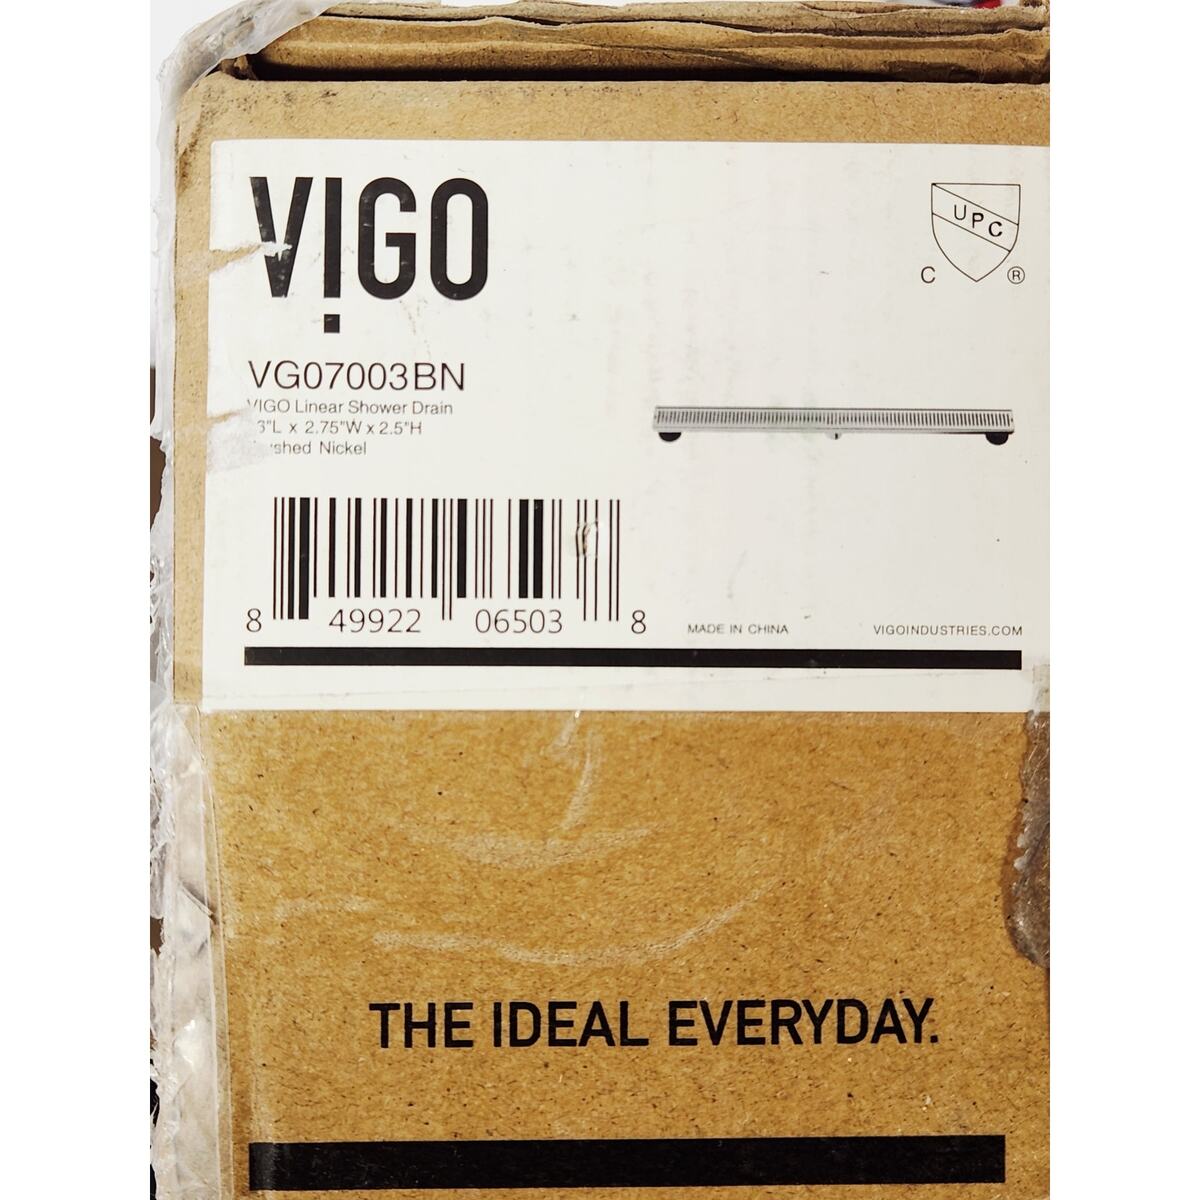 VIGO
UPC
C ®
VG07003BN
VIGO Linear Shower Drain
x 2.75"W x 2.5"H
Nickel
8 49922 06503 8
MADE IN CHINA
VIGOINDUSTRIES.COM
THE IDEAL EVERYDAY.